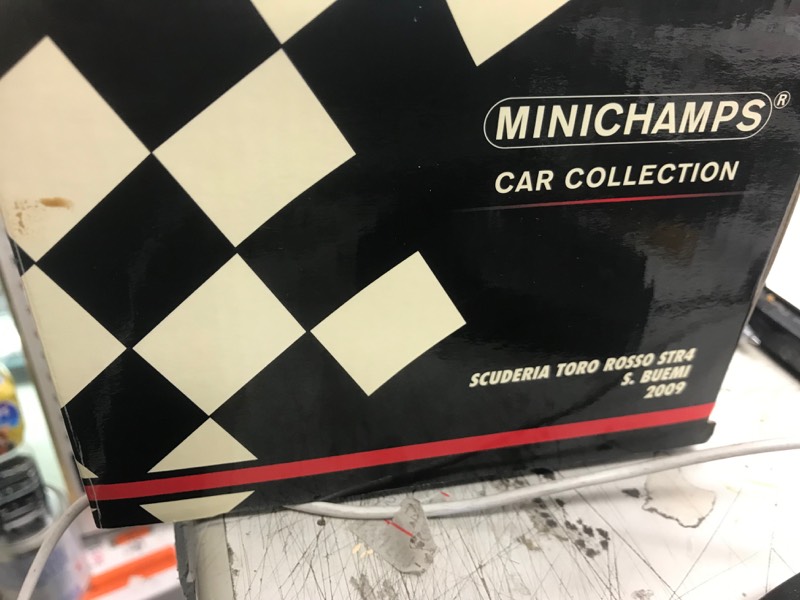 MINICHAMPS®
CAR COLLECTION
SCUDERIA TORO ROSSO STR4
S. BUEMI
2009